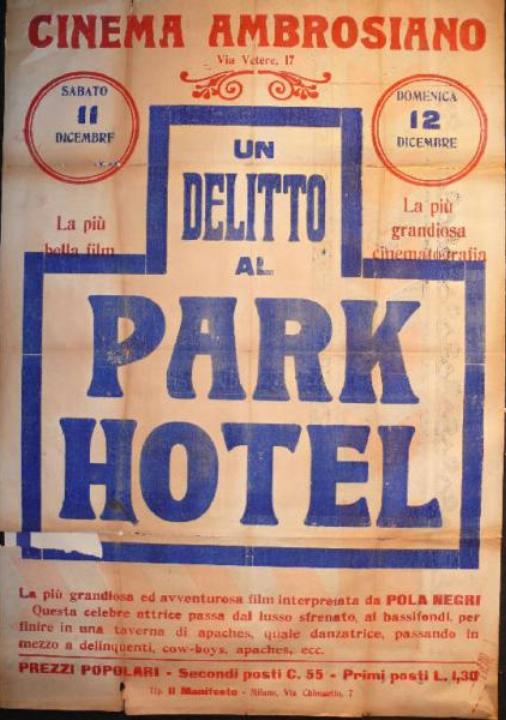 CINEMA AMBROSIANO
Via Vetere, 17
SABATO
11
DICEMBRE
DOMENICA
12
DICEMBRE
La più
bella film
La più
grandiosa
cinematografia
UN
DELITTO
AL
PARK
HOTEL
La più grandiosa ed avventurosa film interpretata da POLA NEGRI
Questa celebre attrice passa dal lusso sfrenato, ai bassifondi, per
finire in una taverna di apaches, quale danzatrice, passando in
mezzo a delinquenti, cow-boys, apaches, ecc.
PREZZI POPOLARI - Secondi posti C. 55 - Primi posti L. 1,30
Tip. Il Manifesto - Milano, Via Chiusetto, 7